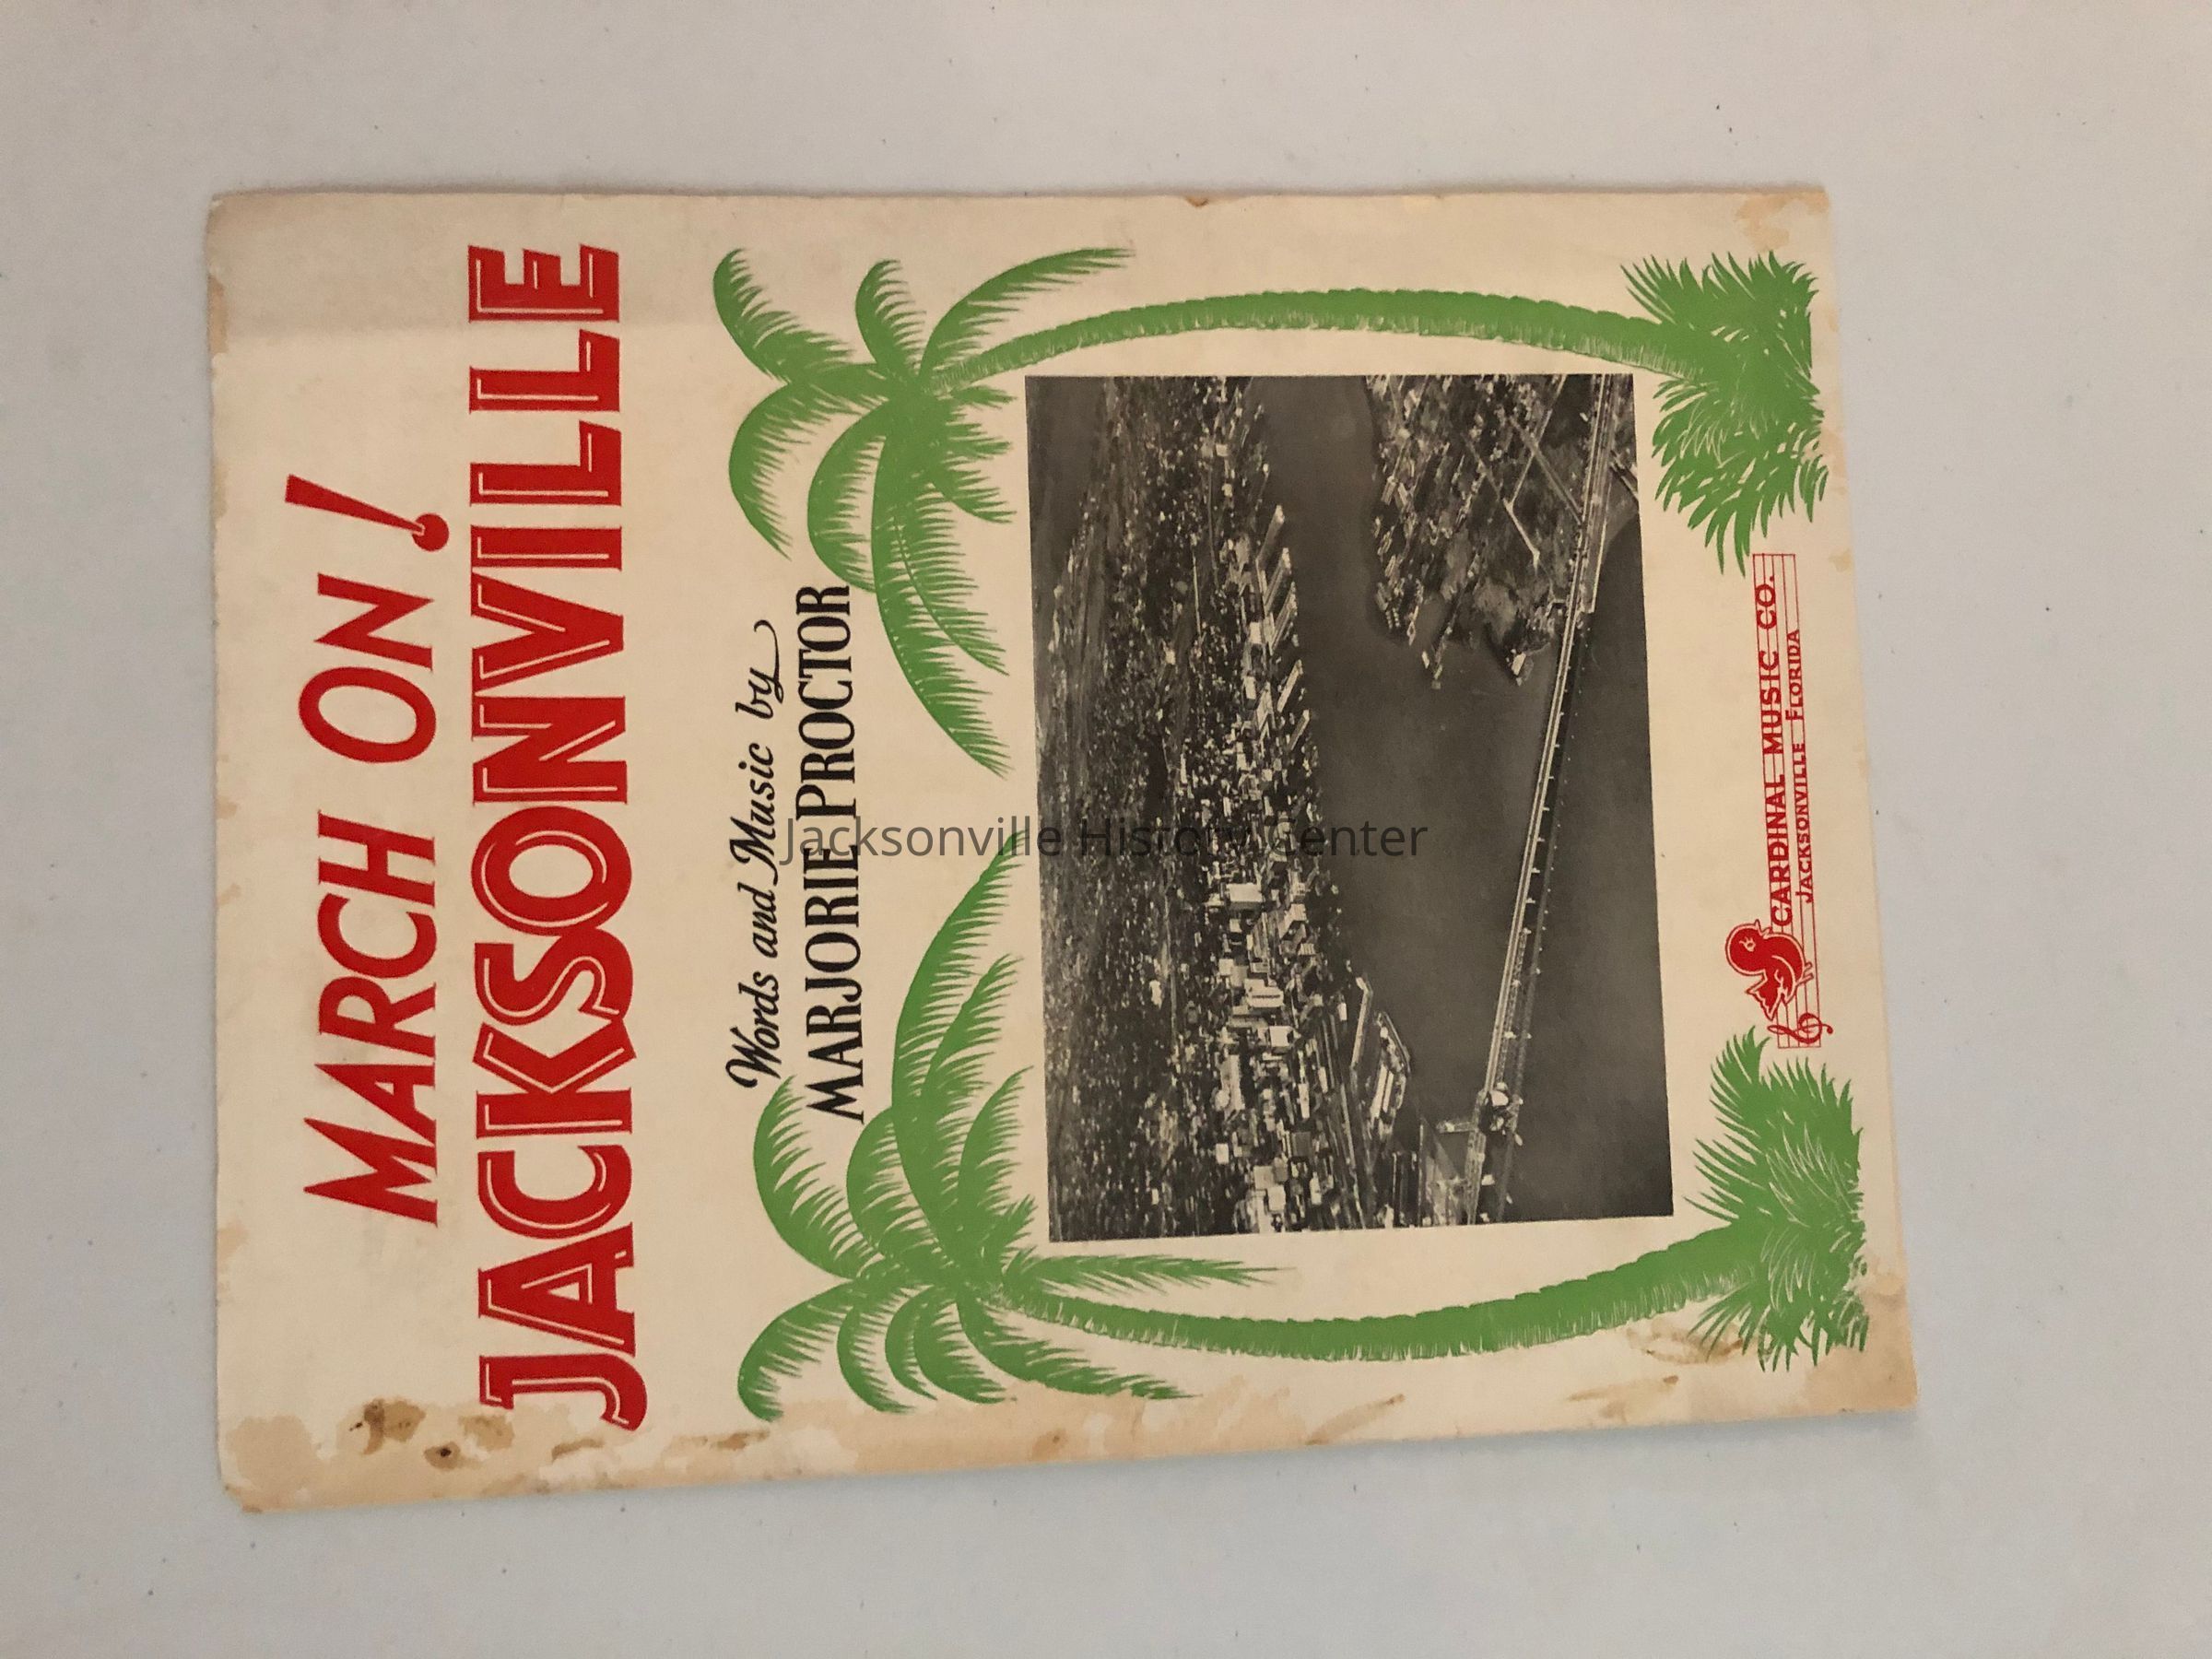 MARCH ON!
JACKSONVILLE
Words and Music by
MARJORIE PROCTOR
CARDINAL MUSIC CO.
JACKSONVILLE FLORIDA
Jacksonville History Center